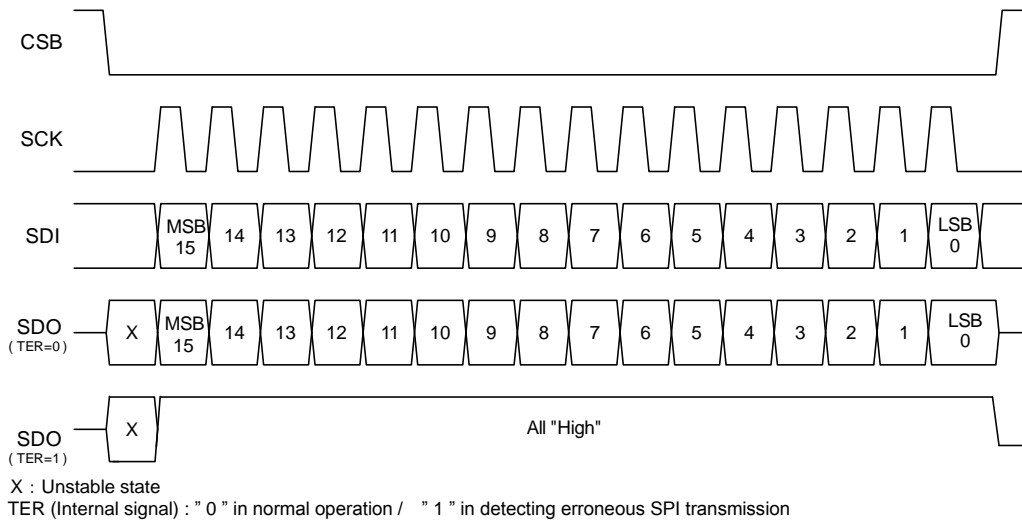 CSB
SCK
SDI
MSB 15
14
13
12
11
10
9
8
7
6
5
4
3
2
1
LSB 0
SDO
( TER=0 )
X
MSB 15
14
13
12
11
10
9
8
7
6
5
4
3
2
1
LSB 0
SDO
( TER=1 )
X
All "High"
X : Unstable state
TER (Internal signal) : ” 0 ” in normal operation / ” 1 ” in detecting erroneous SPI transmission